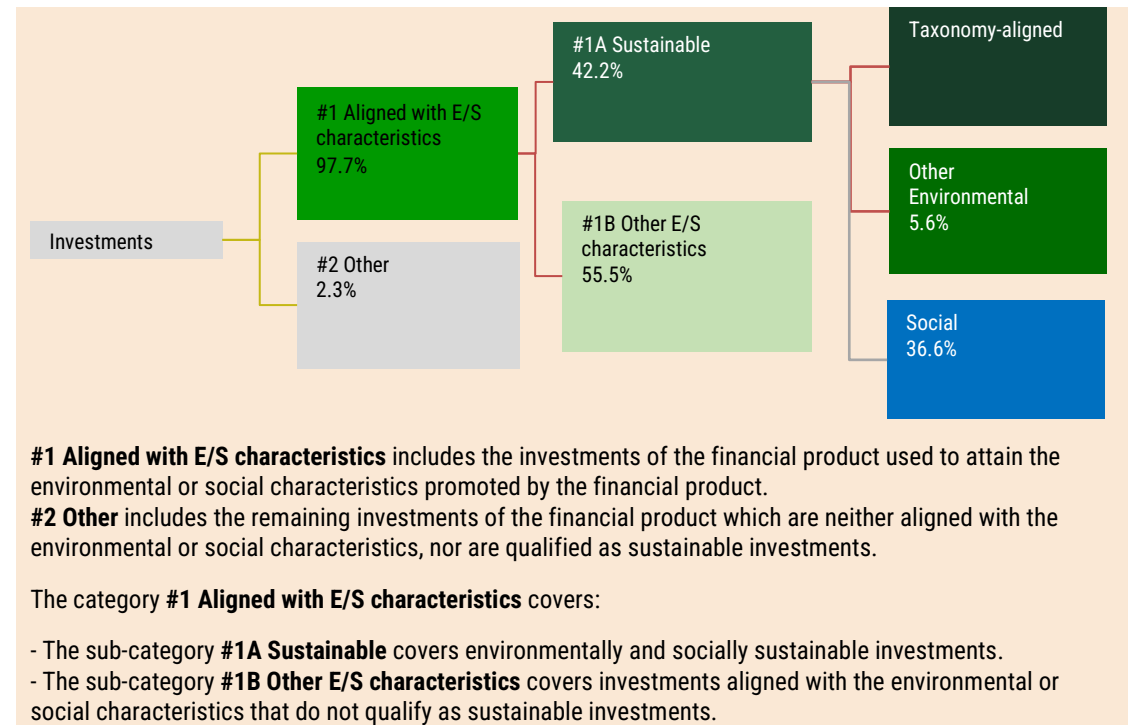 Taxonomy-aligned
#1A Sustainable
42.2%
#1 Aligned with E/S
characteristics
97.7%
Other
Environmental
5.6%
#1B Other E/S
characteristics
55.5%
Investments
#2 Other
2.3%
Social
36.6%
#1 Aligned with E/S characteristics includes the investments of the financial product used to attain the
environmental or social characteristics promoted by the financial product.
#2 Other includes the remaining investments of the financial product which are neither aligned with the
environmental or social characteristics, nor are qualified as sustainable investments.
The category #1 Aligned with E/S characteristics covers:
- The sub-category #1A Sustainable covers environmentally and socially sustainable investments.
- The sub-category #1B Other E/S characteristics covers investments aligned with the environmental or
social characteristics that do not qualify as sustainable investments.